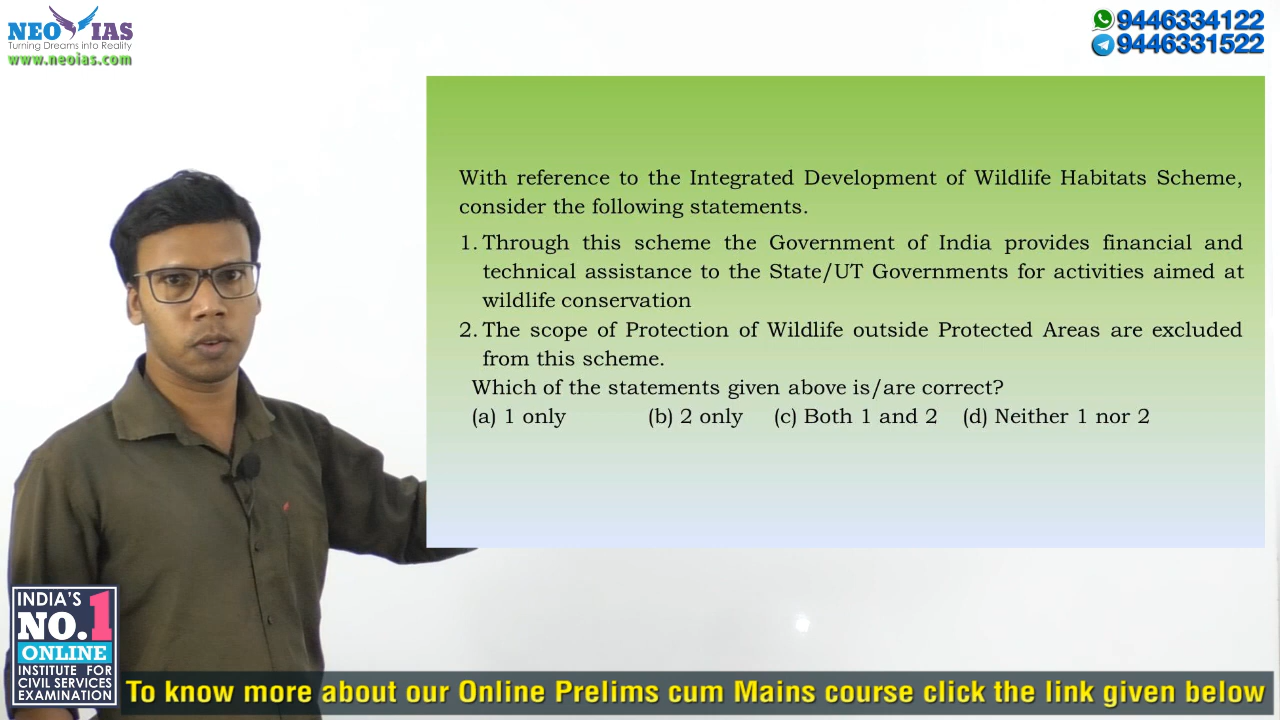 NEO IAS
Turning Dreams into Reality
www.neoias.com
9446334122
9446331522
With reference to the Integrated Development of Wildlife Habitats Scheme,
consider the following statements.
1. Through this scheme the Government of India provides financial and
technical assistance to the State/UT Governments for activities aimed at
wildlife conservation
2. The scope of Protection of Wildlife outside Protected Areas are excluded
from this scheme.
Which of the statements given above is/are correct?
(a) 1 only (b) 2 only (c) Both 1 and 2 (d) Neither 1 nor 2
INDIA'S
NO.1
ONLINE
INSTITUTE FOR
CIVIL SERVICES
EXAMINATION
To know more about our Online Prelims cum Mains course click the link given below